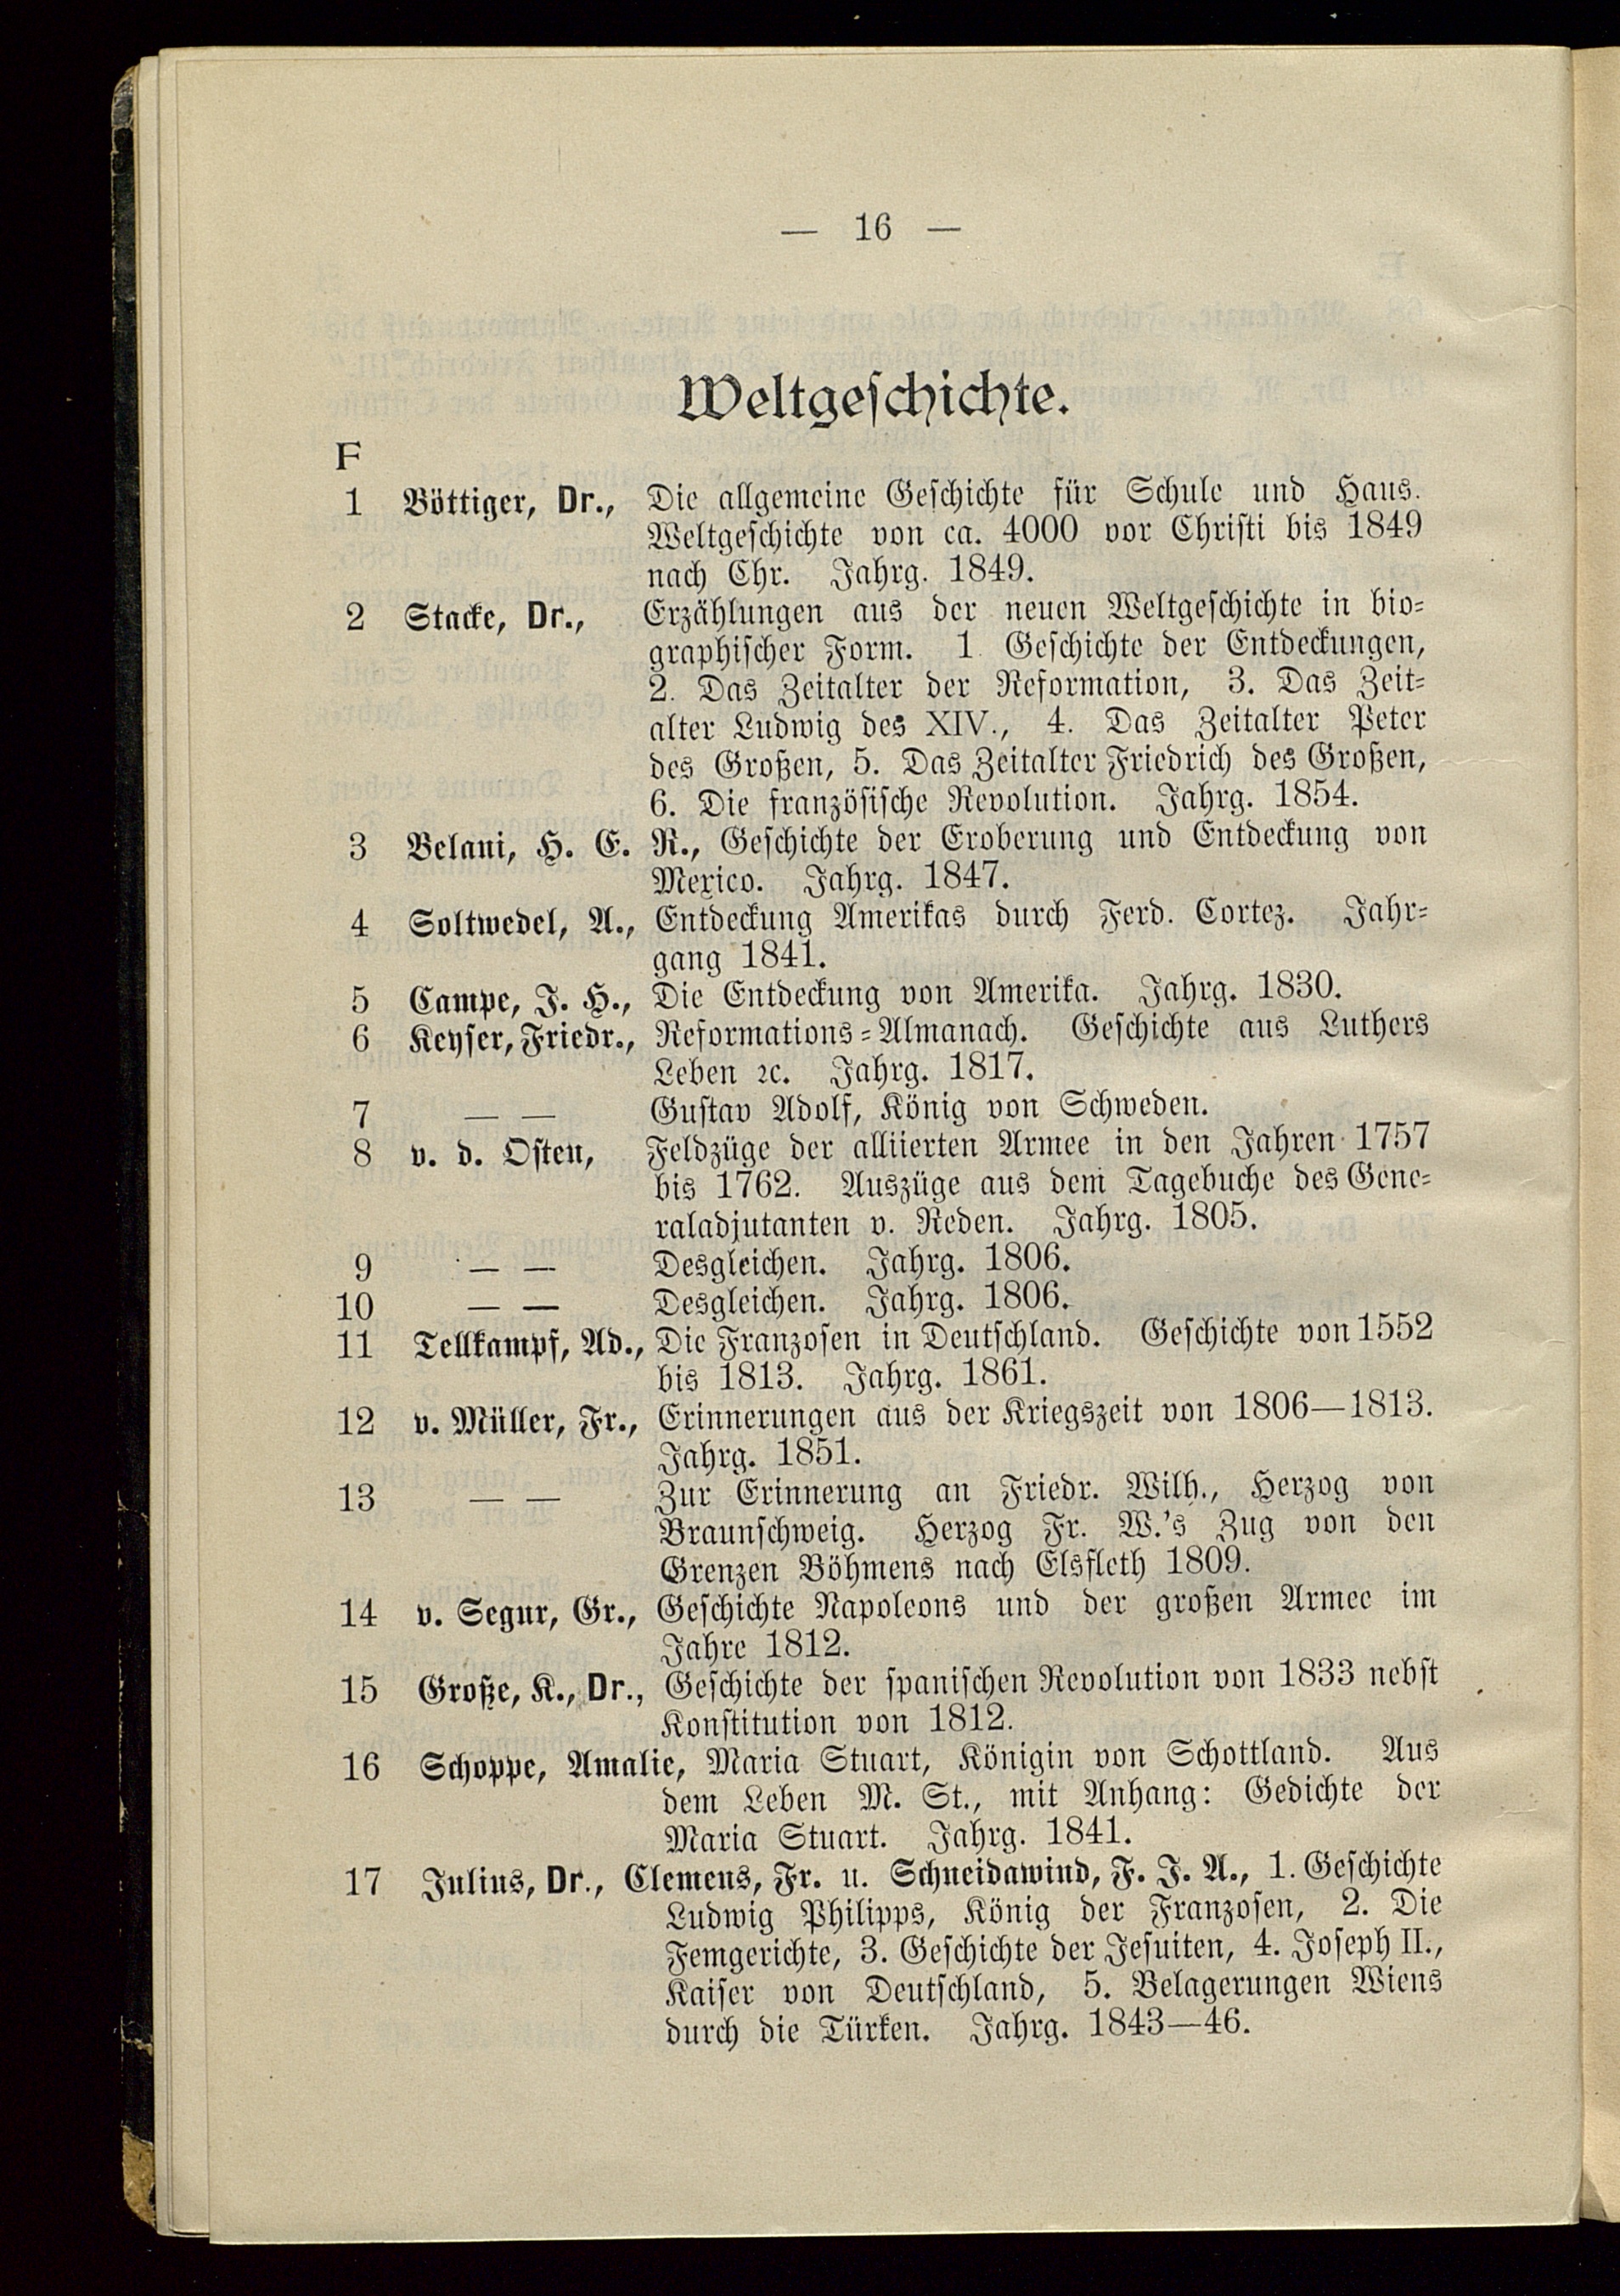 — 16 —
Weltgeschichte.
F
1 Böttiger, Dr., Die allgemeine Geschichte für Schule und Haus.
Weltgeschichte von ca. 4000 vor Christi bis 1849
nach Chr. Jahrg. 1849.
2 Stacke, Dr., Erzählungen aus der neuen Weltgeschichte in bio-
graphischer Form. 1 Geschichte der Entdeckungen,
2. Das Zeitalter der Reformation, 3. Das Zeit-
alter Ludwig des XIV., 4. Das Zeitalter Peter
des Großen, 5. Das Zeitalter Friedrich des Großen,
6. Die französische Revolution. Jahrg. 1854.
3 Belani, H. E. R., Geschichte der Eroberung und Entdeckung von
Mexico. Jahrg. 1847.
4 Soltwedel, A., Entdeckung Amerikas durch Ferd. Cortez. Jahr-
gang 1841.
5 Campe, J. H., Die Entdeckung von Amerika. Jahrg. 1830.
6 Keyser, Friedr., Reformations-Almanach. Geschichte aus Luthers
Leben ꝛc. Jahrg. 1817.
7 — — Gustav Adolf, König von Schweden.
8 v. d. Osten, Feldzüge der alliierten Armee in den Jahren 1757
bis 1762. Auszüge aus dem Tagebuche des Gene-
raladjutanten v. Reden. Jahrg. 1805.
9 — — Desgleichen. Jahrg. 1806.
10 — — Desgleichen. Jahrg. 1806.
11 Tellkampf, Ad., Die Franzosen in Deutschland. Geschichte von 1552
bis 1813. Jahrg. 1861.
12 v. Müller, Fr., Erinnerungen aus der Kriegszeit von 1806—1813.
Jahrg. 1851.
13 — — Zur Erinnerung an Friedr. Wilh., Herzog von
Braunschweig. Herzog Fr. W.'s Zug von den
Grenzen Böhmens nach Elsfleth 1809.
14 v. Segur, Gr., Geschichte Napoleons und der großen Armee im
Jahre 1812.
15 Große, K., Dr., Geschichte der spanischen Revolution von 1833 nebst
Konstitution von 1812.
16 Schoppe, Amalie, Maria Stuart, Königin von Schottland. Aus
dem Leben M. St., mit Anhang: Gedichte der
Maria Stuart. Jahrg. 1841.
17 Julius, Dr., Clemens, Fr. u. Schneidawind, F. J. A., 1. Geschichte
Ludwig Philipps, König der Franzosen, 2. Die
Femgerichte, 3. Geschichte der Jesuiten, 4. Joseph II.,
Kaiser von Deutschland, 5. Belagerungen Wiens
durch die Türken. Jahrg. 1843—46.